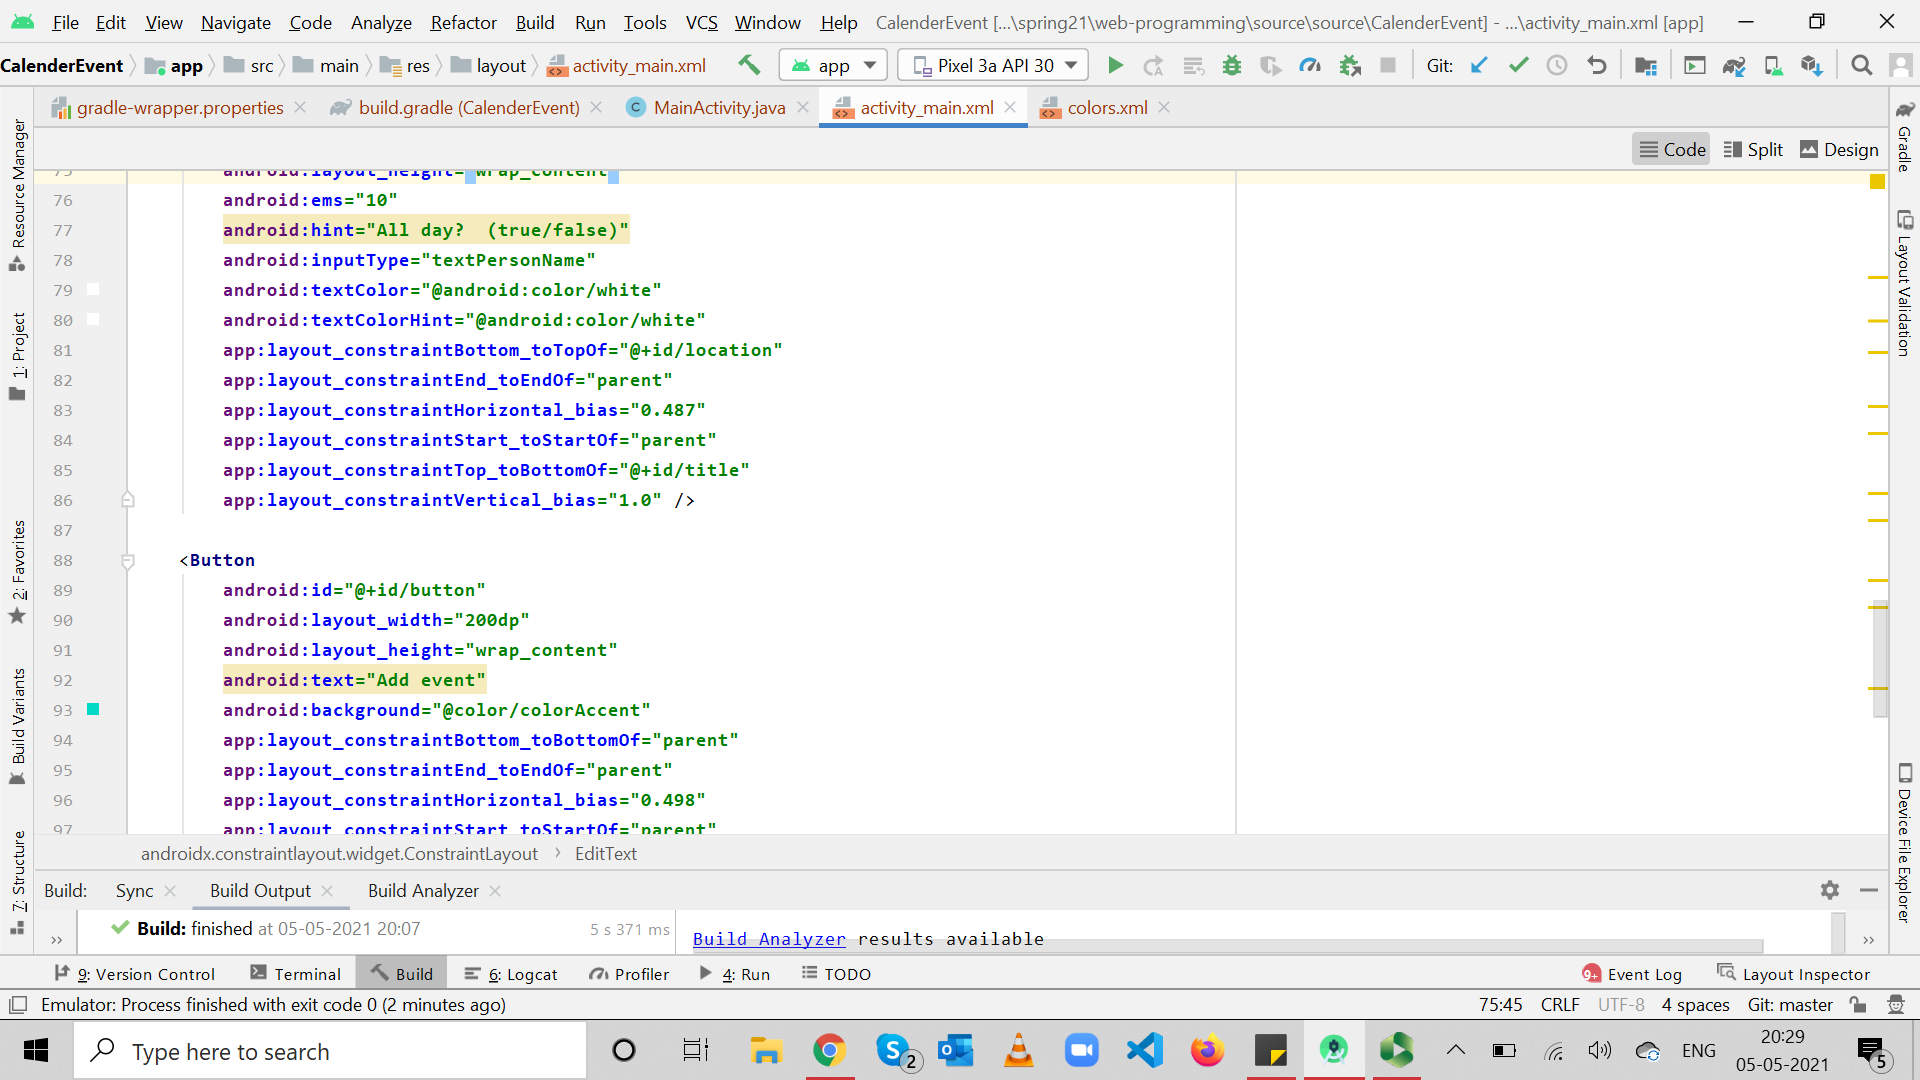 File Edit View Navigate Code Analyze Refactor Build Run Tools VCS Window Help CalenderEvent [...\spring21\web-programming\source\source\CalenderEvent] - ...\activity_main.xml [app]
CalenderEvent app src main res layout activity_main.xml app Pixel 3a API 30 Git:
gradle-wrapper.properties build.gradle (CalenderEvent) MainActivity.java activity_main.xml colors.xml
Code Split Design
75 android:layout_height="wrap_content"
76 android:ems="10"
77 android:hint="All day?  (true/false)"
78 android:inputType="textPersonName"
79 android:textColor="@android:color/white"
80 android:textColorHint="@android:color/white"
81 app:layout_constraintBottom_toTopOf="@+id/location"
82 app:layout_constraintEnd_toEndOf="parent"
83 app:layout_constraintHorizontal_bias="0.487"
84 app:layout_constraintStart_toStartOf="parent"
85 app:layout_constraintTop_toBottomOf="@+id/title"
86 app:layout_constraintVertical_bias="1.0" />
87
88 <Button
89 android:id="@+id/button"
90 android:layout_width="200dp"
91 android:layout_height="wrap_content"
92 android:text="Add event"
93 android:background="@color/colorAccent"
94 app:layout_constraintBottom_toBottomOf="parent"
95 app:layout_constraintEnd_toEndOf="parent"
96 app:layout_constraintHorizontal_bias="0.498"
97 app:layout_constraintStart_toStartOf="parent"
androidx.constraintlayout.widget.ConstraintLayout › EditText
Resource Manager
1: Project
2: Favorites
Build Variants
7: Structure
Gradle
Layout Validation
Device File Explorer
Build: Sync Build Output Build Analyzer
Build: finished at 05-05-2021 20:07 5 s 371 ms
Build Analyzer results available
9: Version Control Terminal Build 6: Logcat Profiler 4: Run TODO 9+ Event Log Layout Inspector
Emulator: Process finished with exit code 0 (2 minutes ago) 75:45 CRLF UTF-8 4 spaces Git: master
Type here to search 2 ENG 20:29
05-05-2021 5